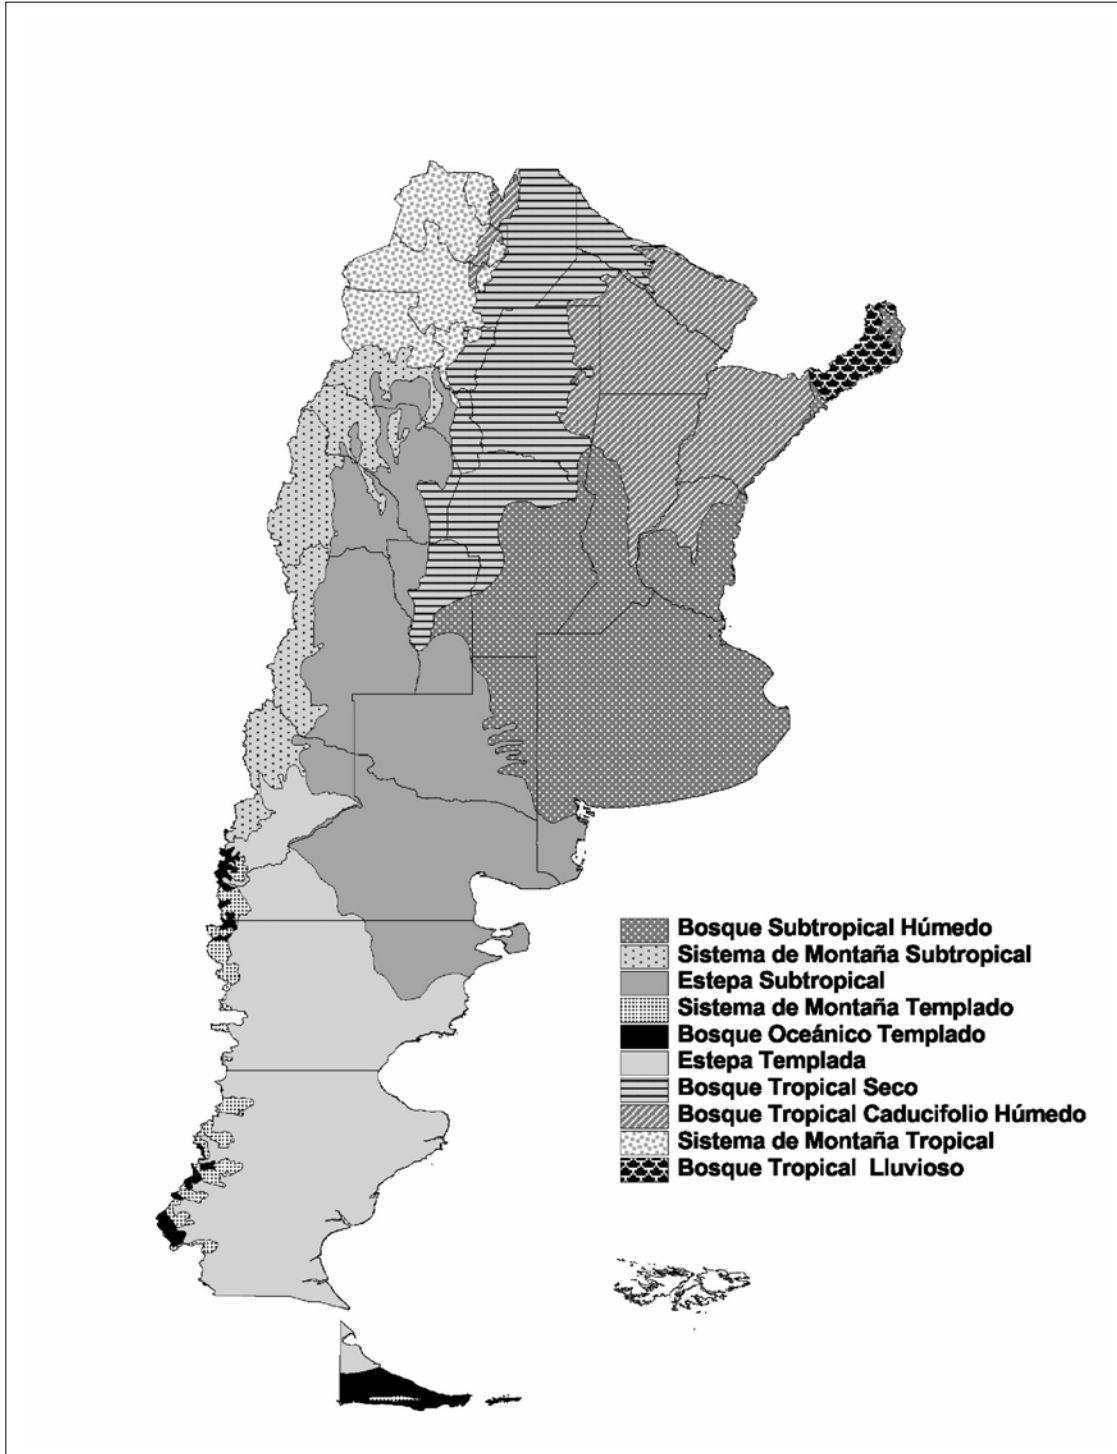 Bosque Subtropical Húmedo
Sistema de Montaña Subtropical
Estepa Subtropical
Sistema de Montaña Templado
Bosque Oceánico Templado
Estepa Templada
Bosque Tropical Seco
Bosque Tropical Caducifolio Húmedo
Sistema de Montaña Tropical
Bosque Tropical Lluvioso